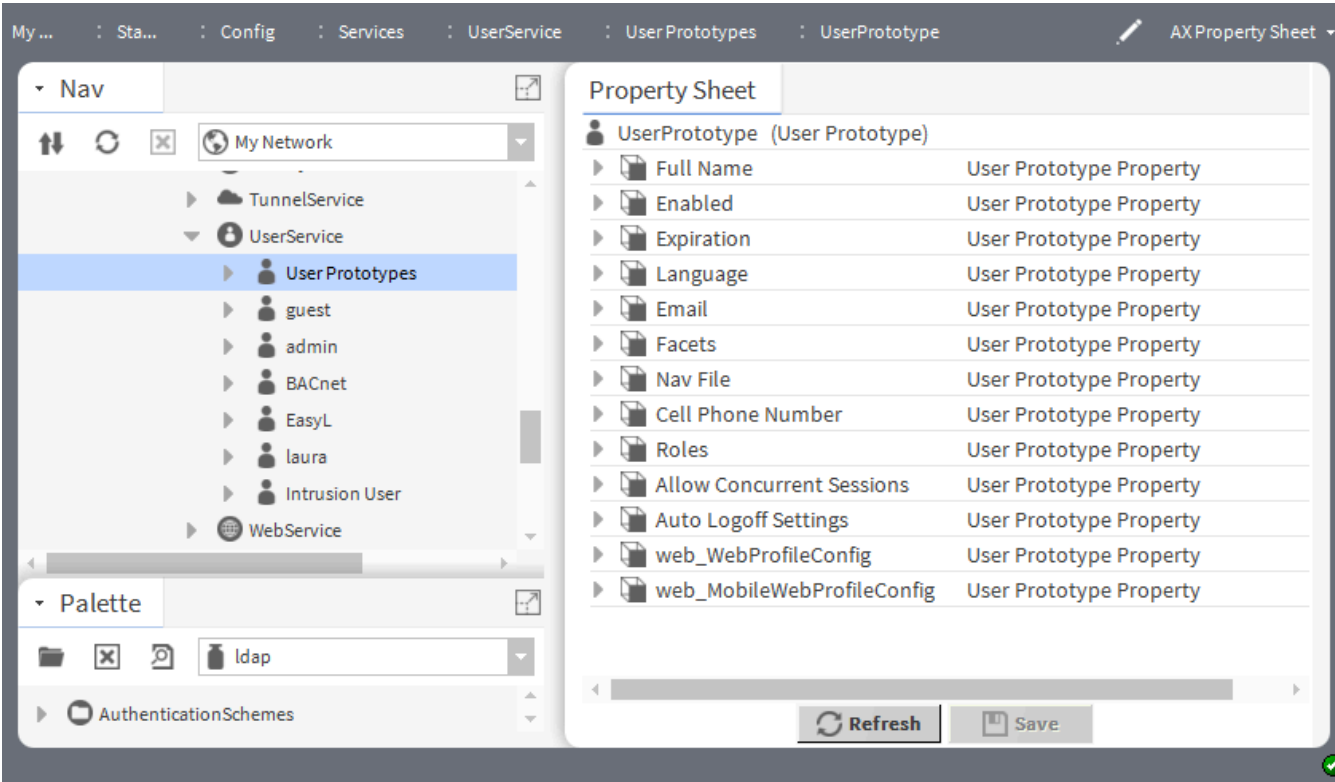 My ... : Sta... : Config : Services : UserService : User Prototypes : UserPrototype AX Property Sheet
Nav
My Network
TunnelService
UserService
User Prototypes
guest
admin
BACnet
EasyL
laura
Intrusion User
WebService
Palette
ldap
AuthenticationSchemes
Property Sheet
UserPrototype (User Prototype)
Full Name User Prototype Property
Enabled User Prototype Property
Expiration User Prototype Property
Language User Prototype Property
Email User Prototype Property
Facets User Prototype Property
Nav File User Prototype Property
Cell Phone Number User Prototype Property
Roles User Prototype Property
Allow Concurrent Sessions User Prototype Property
Auto Logoff Settings User Prototype Property
web_WebProfileConfig User Prototype Property
web_MobileWebProfileConfig User Prototype Property
Refresh Save